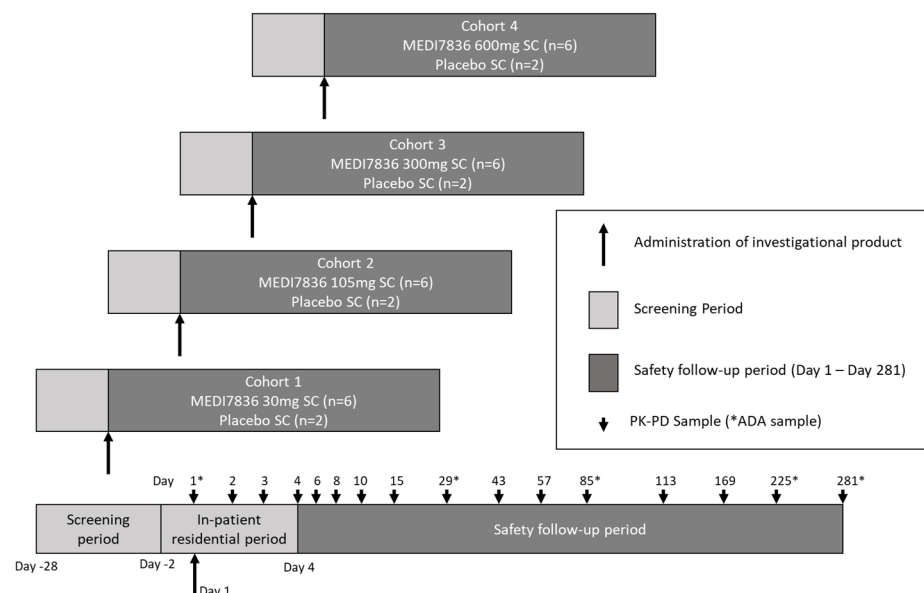 Cohort 4
MEDI7836 600mg SC (n=6)
Placebo SC (n=2)
Cohort 3
MEDI7836 300mg SC (n=6)
Placebo SC (n=2)
Cohort 2
MEDI7836 105mg SC (n=6)
Placebo SC (n=2)
Cohort 1
MEDI7836 30mg SC (n=6)
Placebo SC (n=2)
Administration of investigational product
Screening Period
Safety follow-up period (Day 1 – Day 281)
PK-PD Sample (*ADA sample)
Day 1* 2 3 4 6 8 10 15 29* 43 57 85* 113 169 225* 281*
Screening
period
In-patient
residential period
Safety follow-up period
Day -28 Day -2 Day 4
Day 1